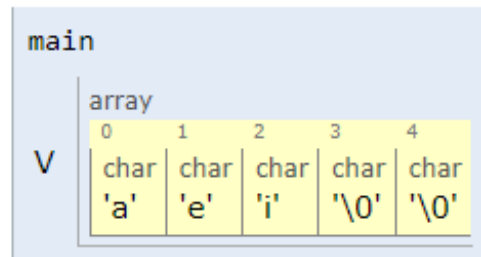 main
array
0 1 2 3 4
V
char char char char char
'a' 'e' 'i' '\0' '\0'